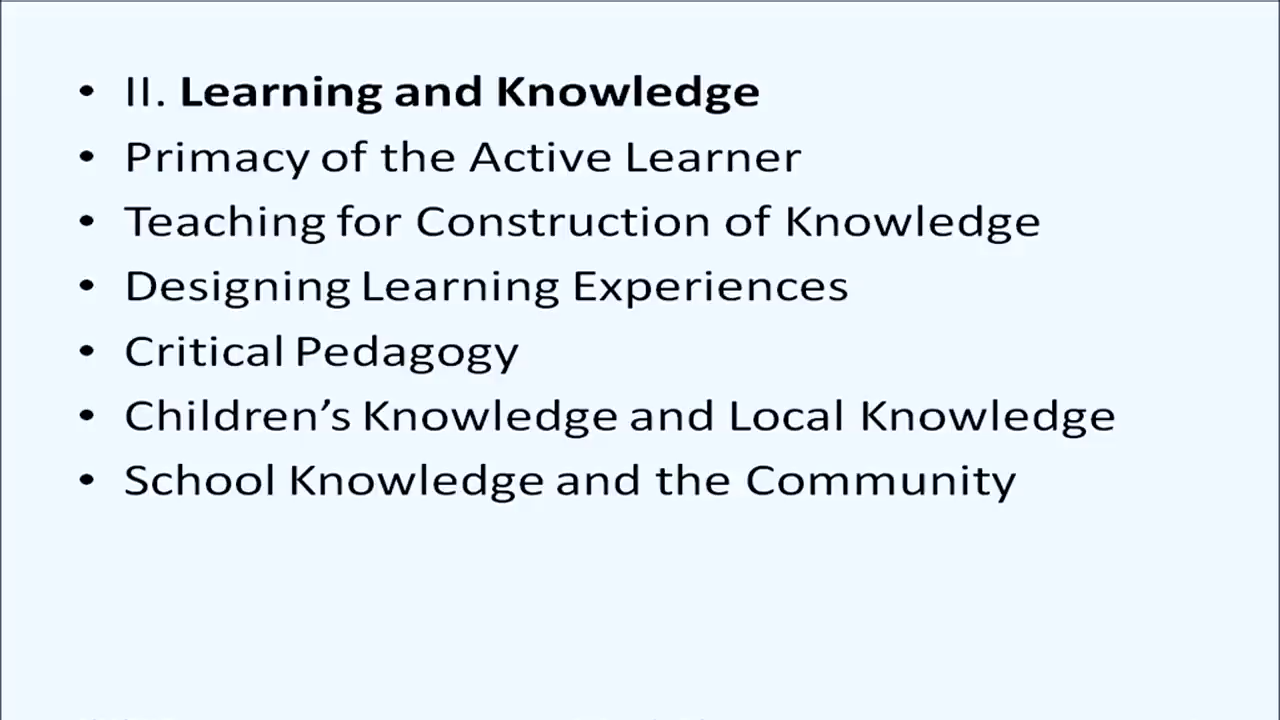 • II. Learning and Knowledge
• Primacy of the Active Learner
• Teaching for Construction of Knowledge
• Designing Learning Experiences
• Critical Pedagogy
• Children’s Knowledge and Local Knowledge
• School Knowledge and the Community